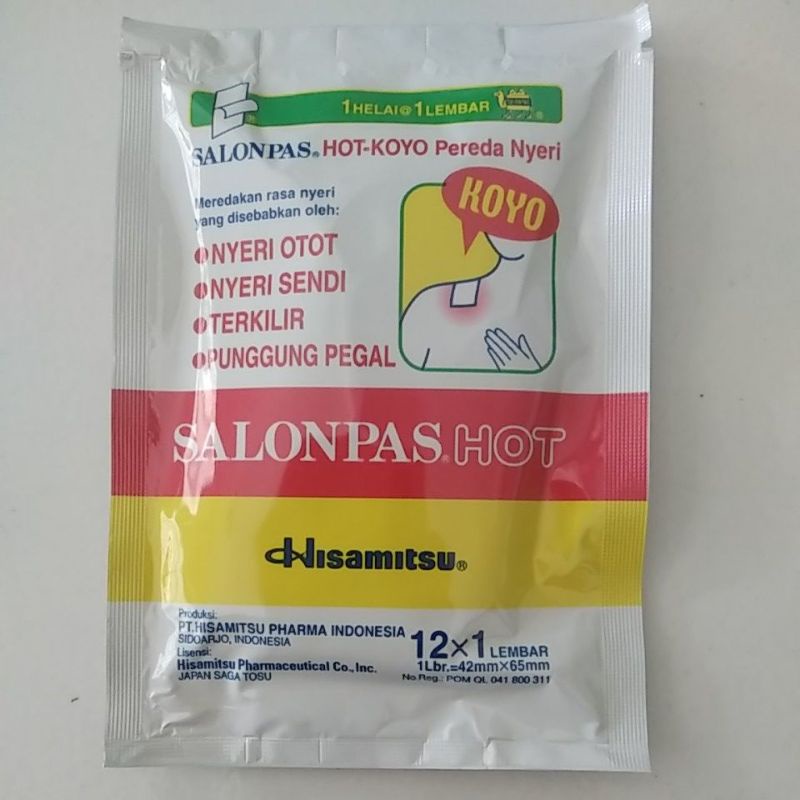 1 HELAI@1 LEMBAR
SALONPAS® HOT-KOYO Pereda Nyeri
Meredakan rasa nyeri
yang disebabkan oleh:
●NYERI OTOT
●NYERI SENDI
●TERKILIR
●PUNGGUNG PEGAL
KOYO
SALONPAS® HOT
Hisamitsu®
Produksi:
PT.HISAMITSU PHARMA INDONESIA
SIDOARJO, INDONESIA
Lisensi:
Hisamitsu Pharmaceutical Co., Inc.
JAPAN SAGA TOSU
12×1 LEMBAR
1Lbr.=42mm×65mm
No.Reg.: POM QL 041 800 311